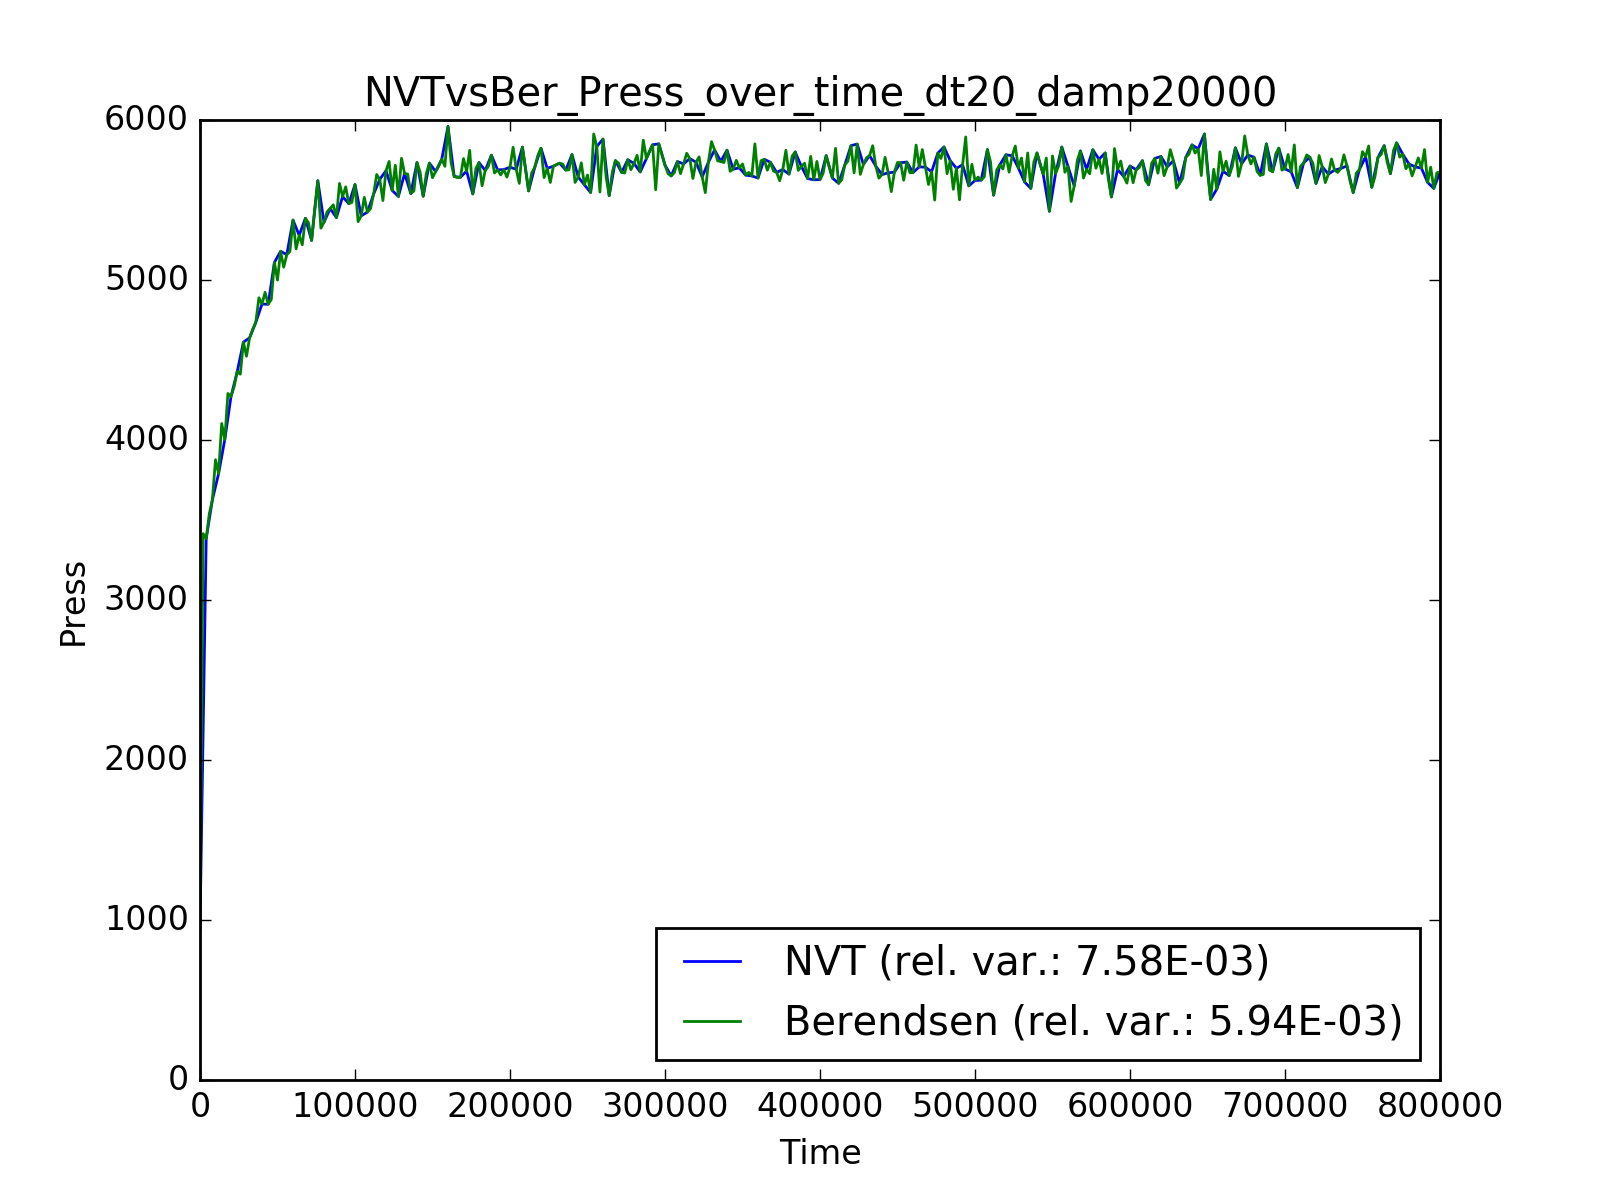 NVTvsBer_Press_over_time_dt20_damp20000
6000
5000
4000
3000
2000
1000
0
Press
NVT (rel. var.: 7.58E-03)
Berendsen (rel. var.: 5.94E-03)
0 100000 200000 300000 400000 500000 600000 700000 800000
Time